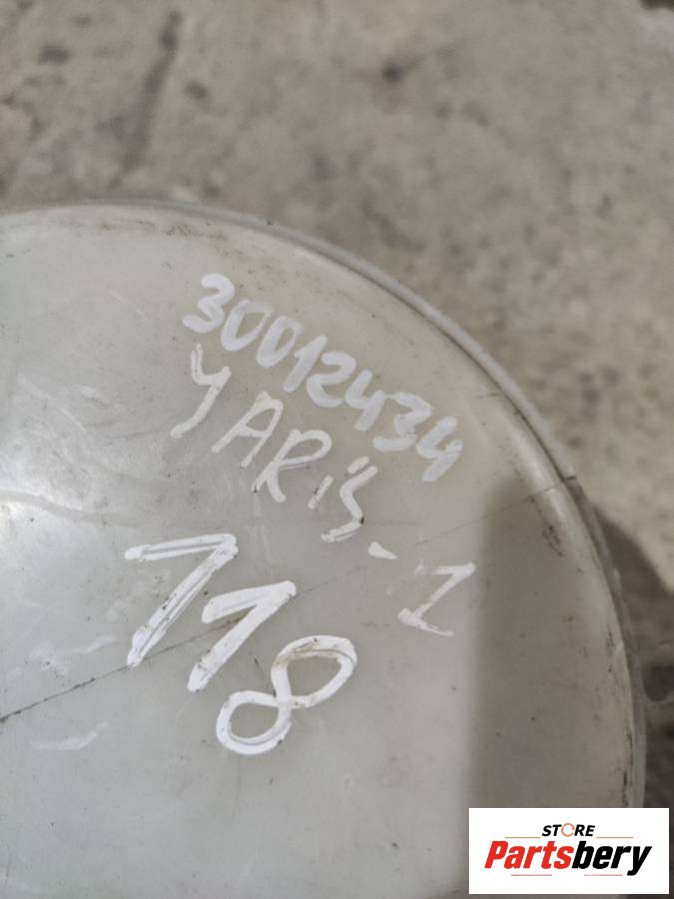 30012434
YARiS-1
118
STORE
Partsbery